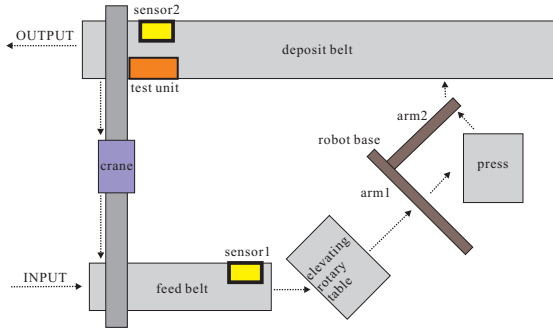 sensor2
OUTPUT
deposit belt
test unit
arm2
robot base
press
crane
arm1
sensor1
elevating
rotary
table
INPUT
feed belt